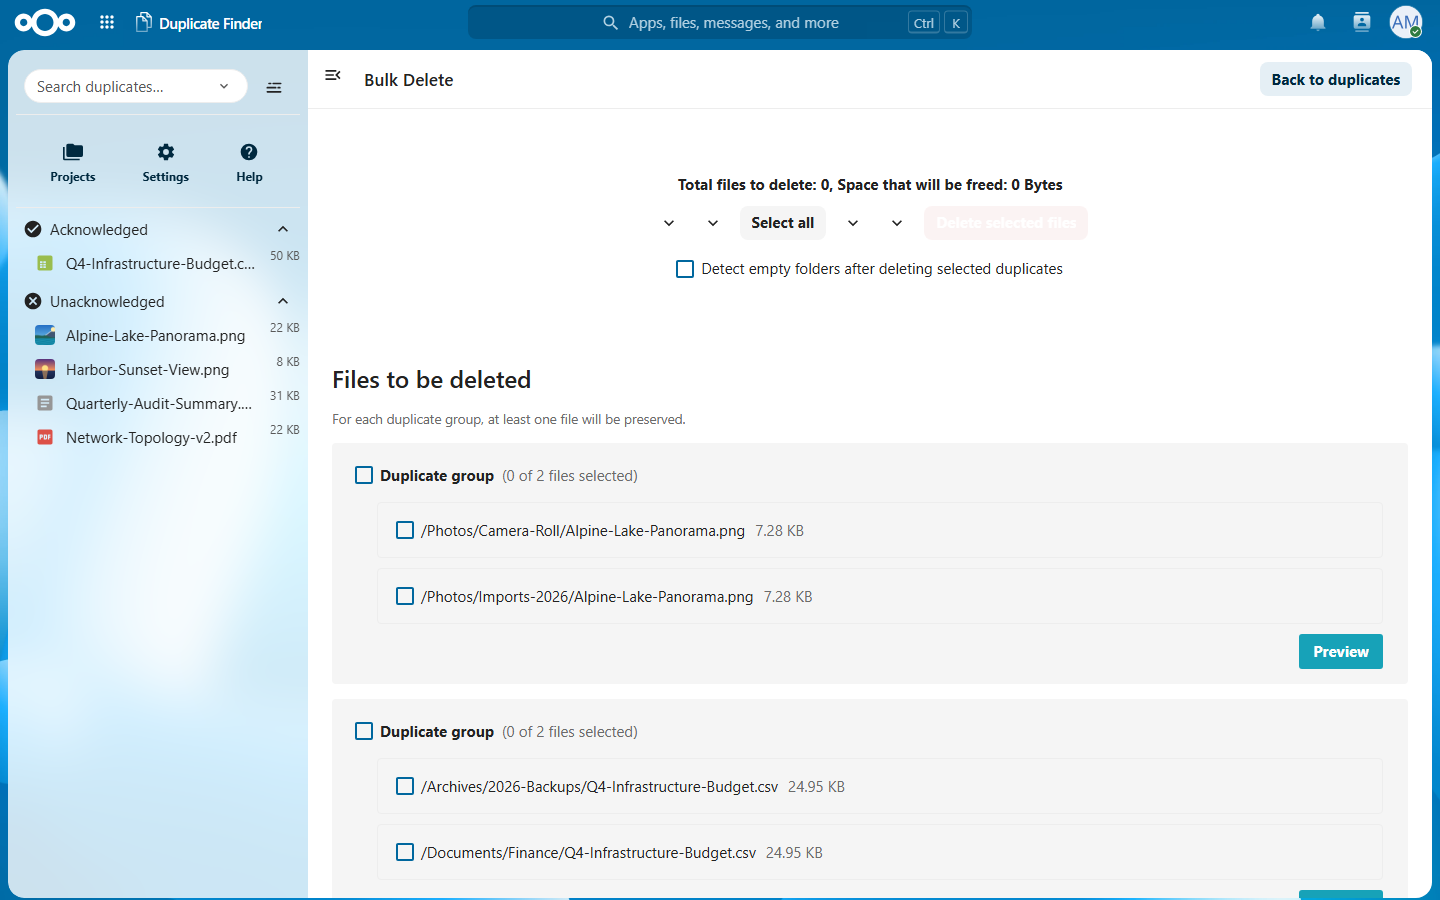 Duplicate Finder
Apps, files, messages, and more
Ctrl K
AM
Search duplicates...
Projects
Settings
Help
Acknowledged
Q4-Infrastructure-Budget.c... 50 KB
Unacknowledged
Alpine-Lake-Panorama.png 22 KB
Harbor-Sunset-View.png 8 KB
Quarterly-Audit-Summary.... 31 KB
PDF Network-Topology-v2.pdf 22 KB
Bulk Delete
Back to duplicates
Total files to delete: 0, Space that will be freed: 0 Bytes
Select all
Delete selected files
Detect empty folders after deleting selected duplicates
Files to be deleted
For each duplicate group, at least one file will be preserved.
Duplicate group (0 of 2 files selected)
/Photos/Camera-Roll/Alpine-Lake-Panorama.png 7.28 KB
/Photos/Imports-2026/Alpine-Lake-Panorama.png 7.28 KB
Preview
Duplicate group (0 of 2 files selected)
/Archives/2026-Backups/Q4-Infrastructure-Budget.csv 24.95 KB
/Documents/Finance/Q4-Infrastructure-Budget.csv 24.95 KB